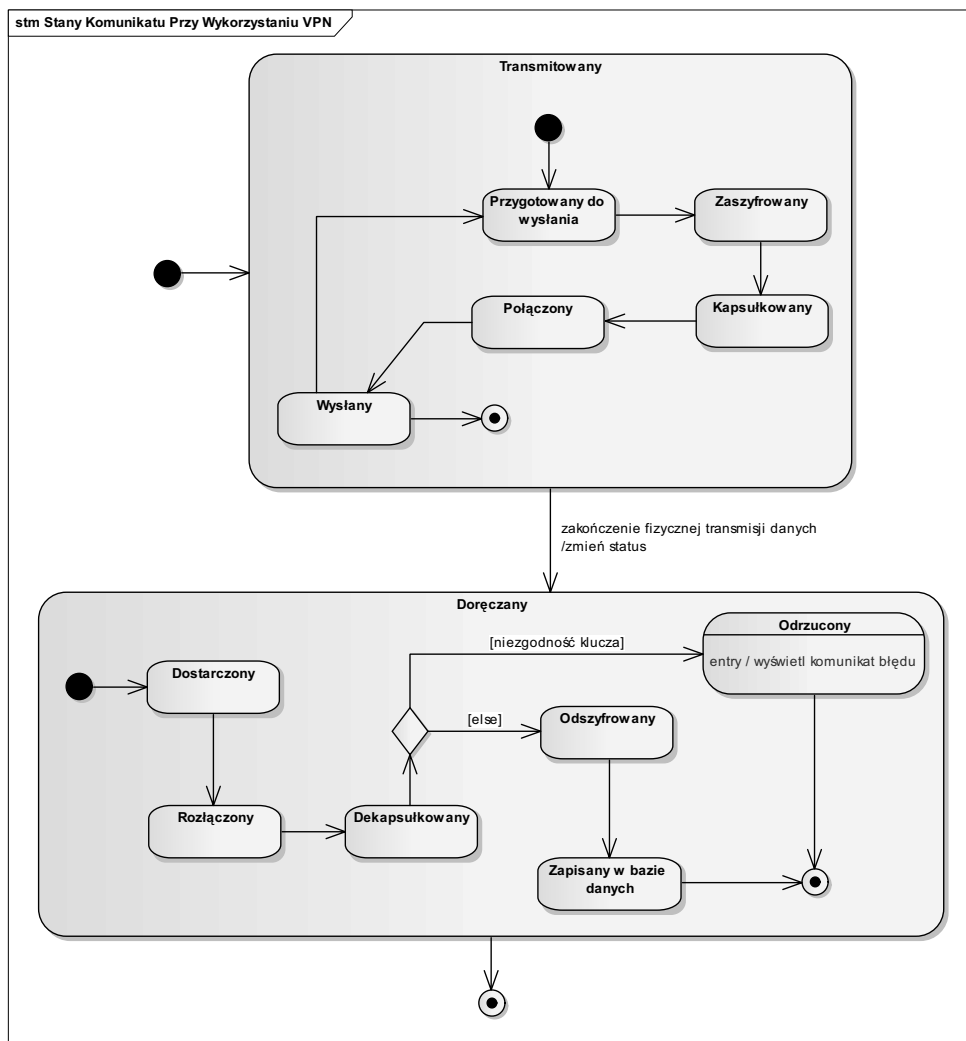 stm Stany Komunikatu Przy Wykorzystaniu VPN
Transmitowany
Przygotowany do
wysłania
Zaszyfrowany
Połączony
Kapsułkowany
Wysłany
zakończenie fizycznej transmisji danych
/zmień status
Doręczany
[niezgodność klucza]
Odrzucony
entry / wyświetl komunikat błędu
Dostarczony
[else]
Odszyfrowany
Rozłączony
Dekapsułkowany
Zapisany w bazie
danych